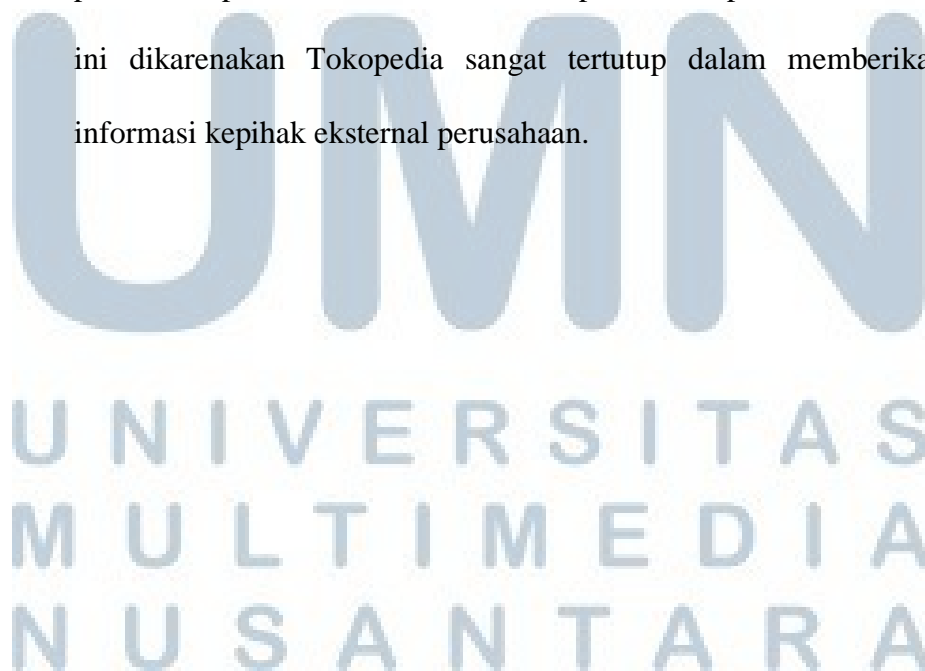 ini dikarenakan Tokopedia sangat tertutup dalam memberika
informasi kepihak eksternal perusahaan.
UMN
UNIVERSITAS
MULTIMEDIA
NUSANTARA